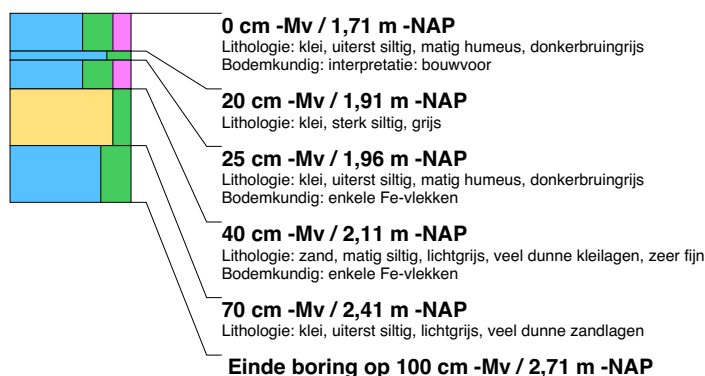 0 cm -Mv / 1,71 m -NAP
Lithologie: klei, uiterst siltig, matig humeus, donkerbruingrijs
Bodemkundig: interpretatie: bouwvoor
20 cm -Mv / 1,91 m -NAP
Lithologie: klei, sterk siltig, grijs
25 cm -Mv / 1,96 m -NAP
Lithologie: klei, uiterst siltig, matig humeus, donkerbruingrijs
Bodemkundig: enkele Fe-vlekken
40 cm -Mv / 2,11 m -NAP
Lithologie: zand, matig siltig, lichtgrijs, veel dunne kleilagen, zeer fijn
Bodemkundig: enkele Fe-vlekken
70 cm -Mv / 2,41 m -NAP
Lithologie: klei, uiterst siltig, lichtgrijs, veel dunne zandlagen
Einde boring op 100 cm -Mv / 2,71 m -NAP